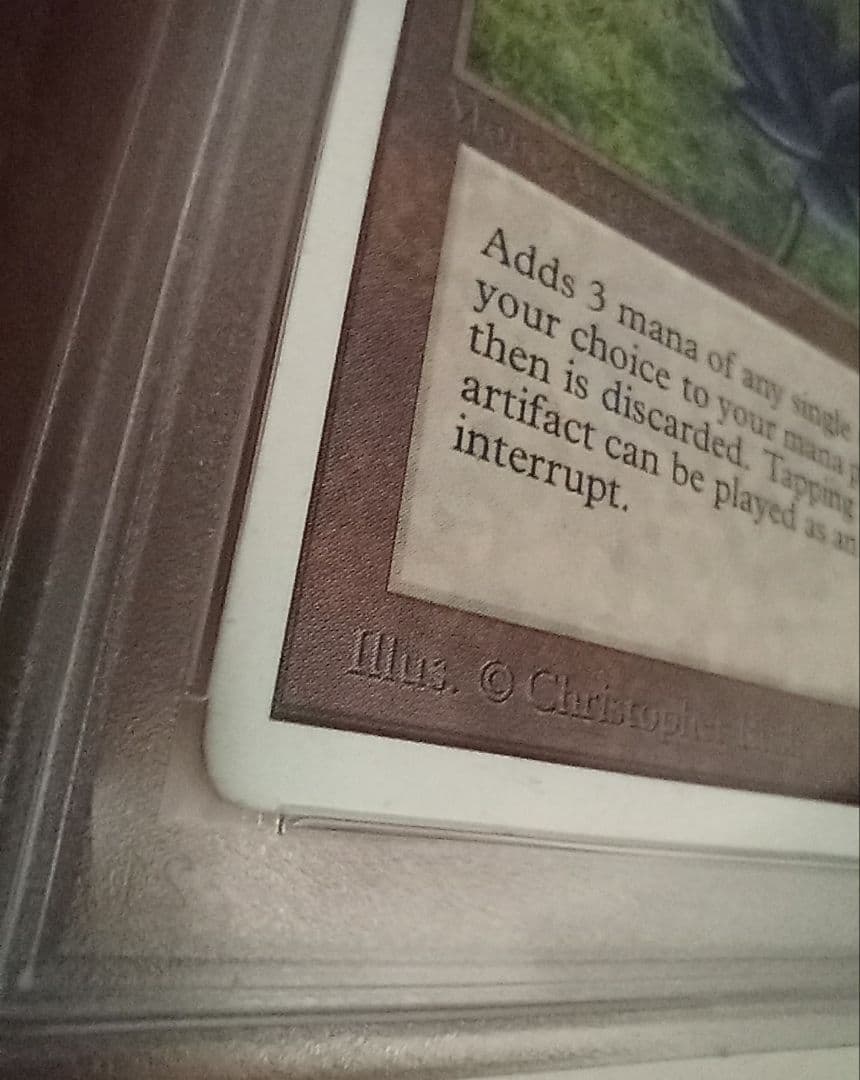 Adds 3 mana of any single
your choice to your mana
then is discarded. Tapping
artifact can be played as an
interrupt.
Illus. © Christopher